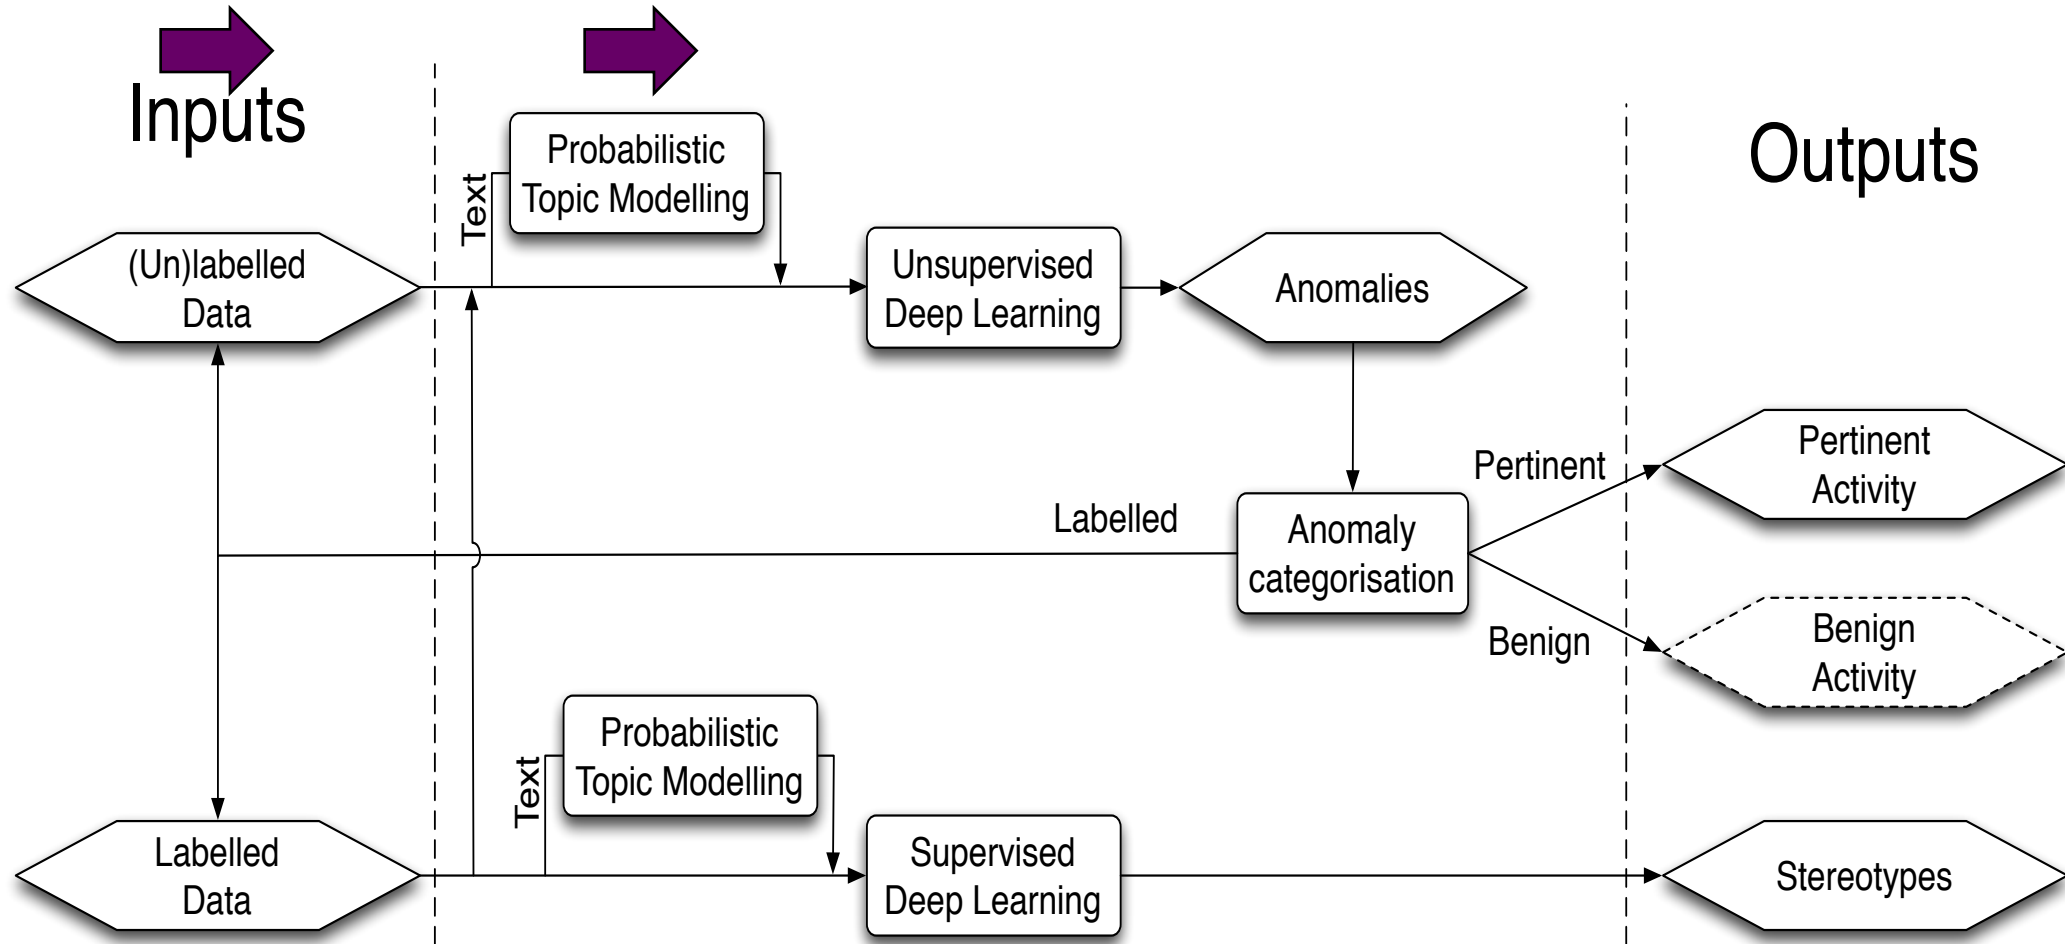 Inputs
Outputs
Probabilistic
Topic Modelling
Text
(Un)labelled
Data
Unsupervised
Deep Learning
Anomalies
Pertinent
Pertinent
Activity
Labelled
Anomaly
categorisation
Benign
Benign
Activity
Probabilistic
Topic Modelling
Text
Labelled
Data
Supervised
Deep Learning
Stereotypes